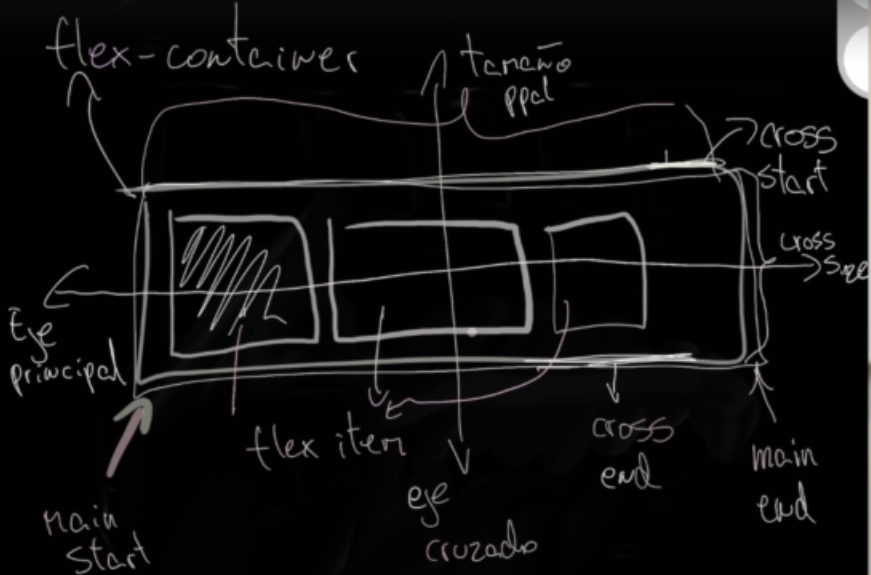 flex-container
tamaño
ppal
cross
start
cross
size
Eje
principal
flex item
cross
end
main
end
eje
cruzado
main
start